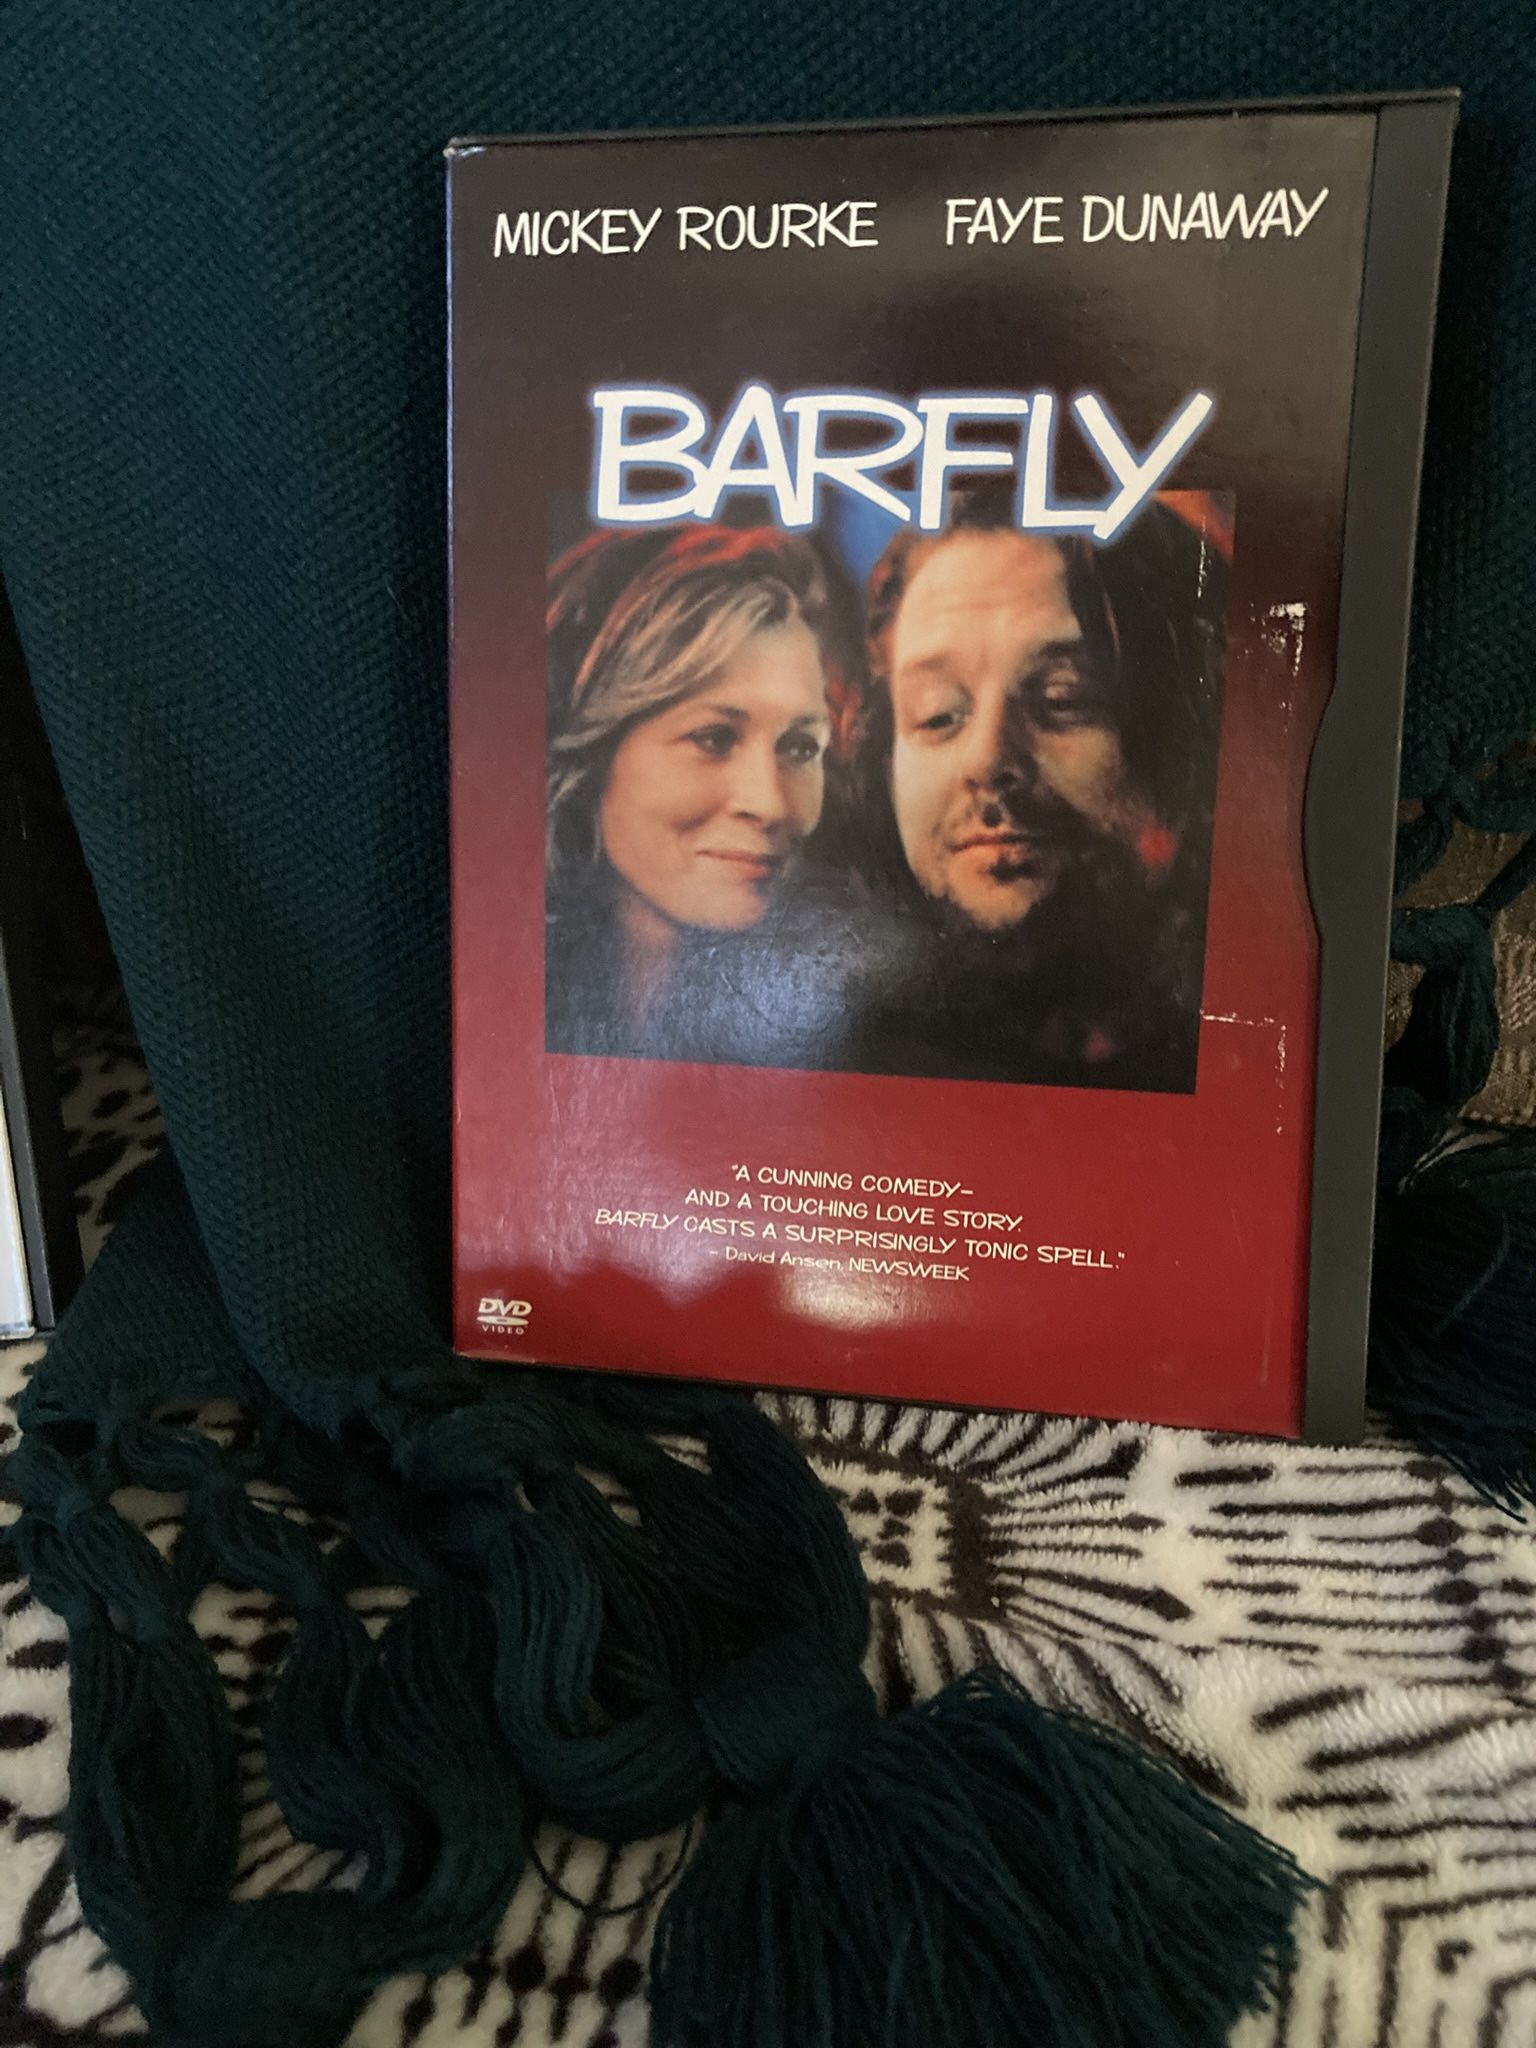 MICKEY ROURKE FAYE DUNAWAY
BARFLY
"A CUNNING COMEDY–
AND A TOUCHING LOVE STORY.
BARFLY CASTS A SURPRISINGLY TONIC SPELL."
– David Ansen, NEWSWEEK
DVD
VIDEO